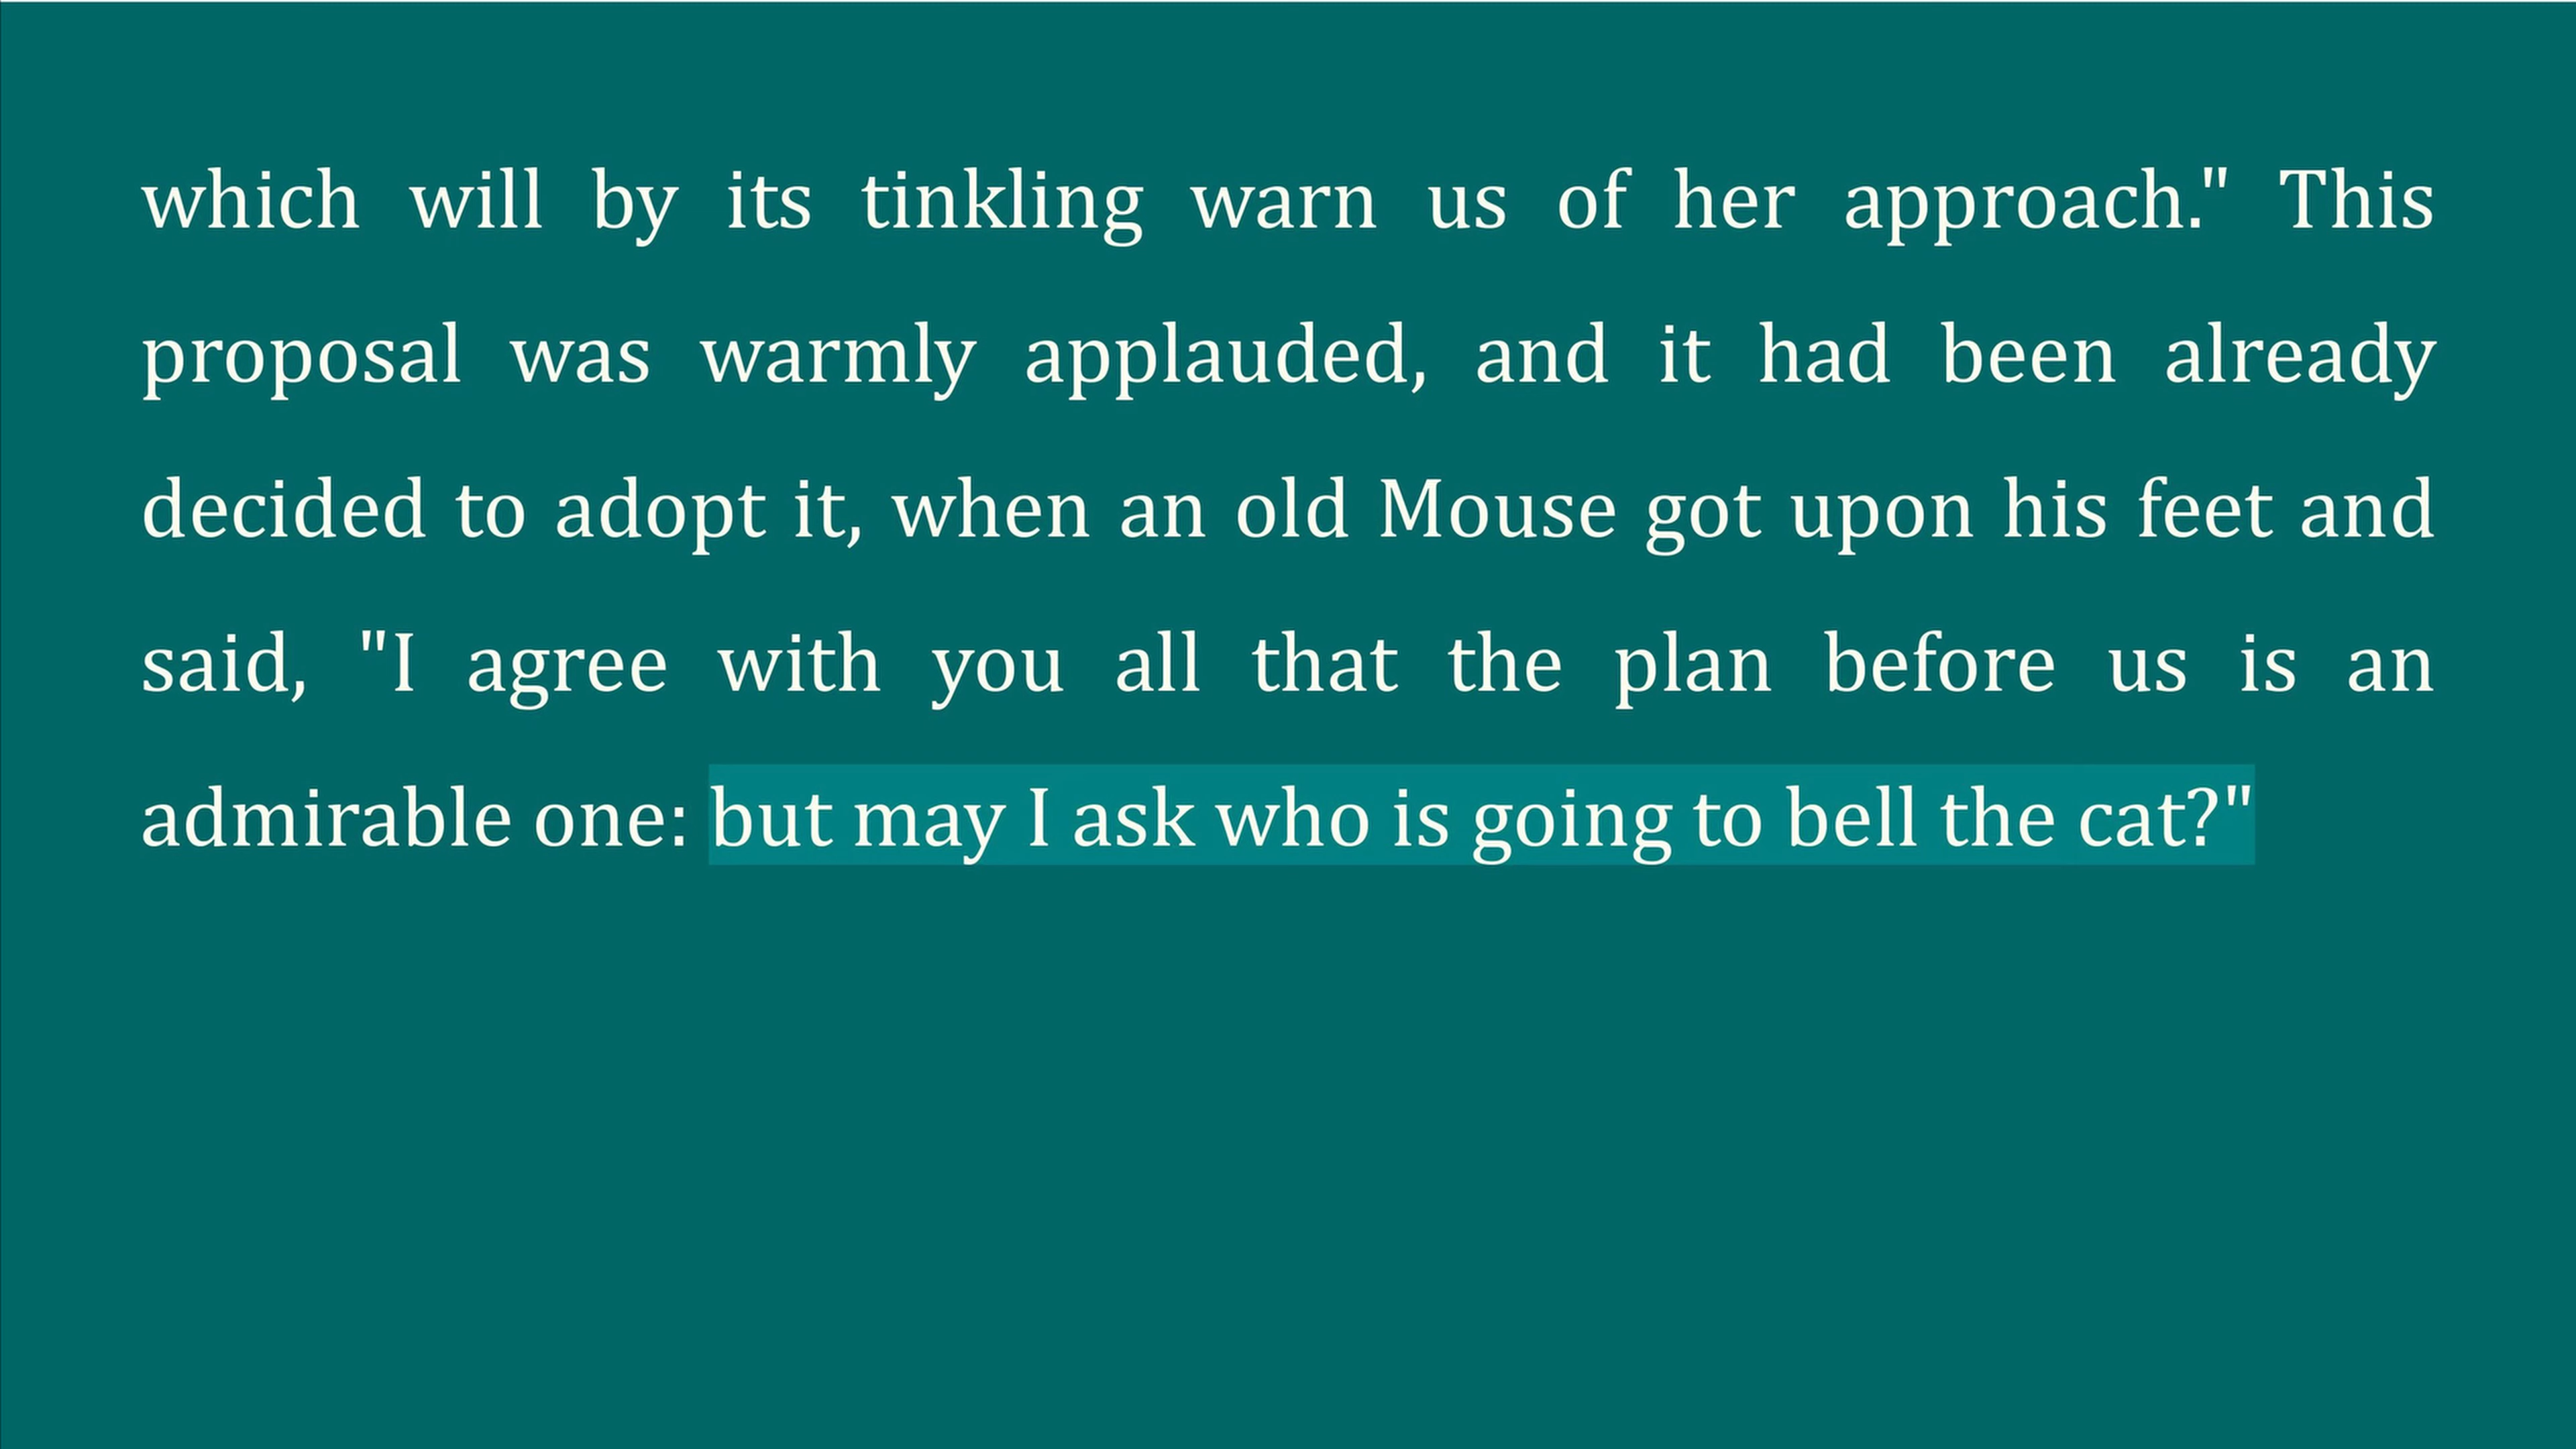 which will by its tinkling warn us of her approach." This
proposal was warmly applauded, and it had been already
decided to adopt it, when an old Mouse got upon his feet and
said, "I agree with you all that the plan before us is an
admirable one: but may I ask who is going to bell the cat?"